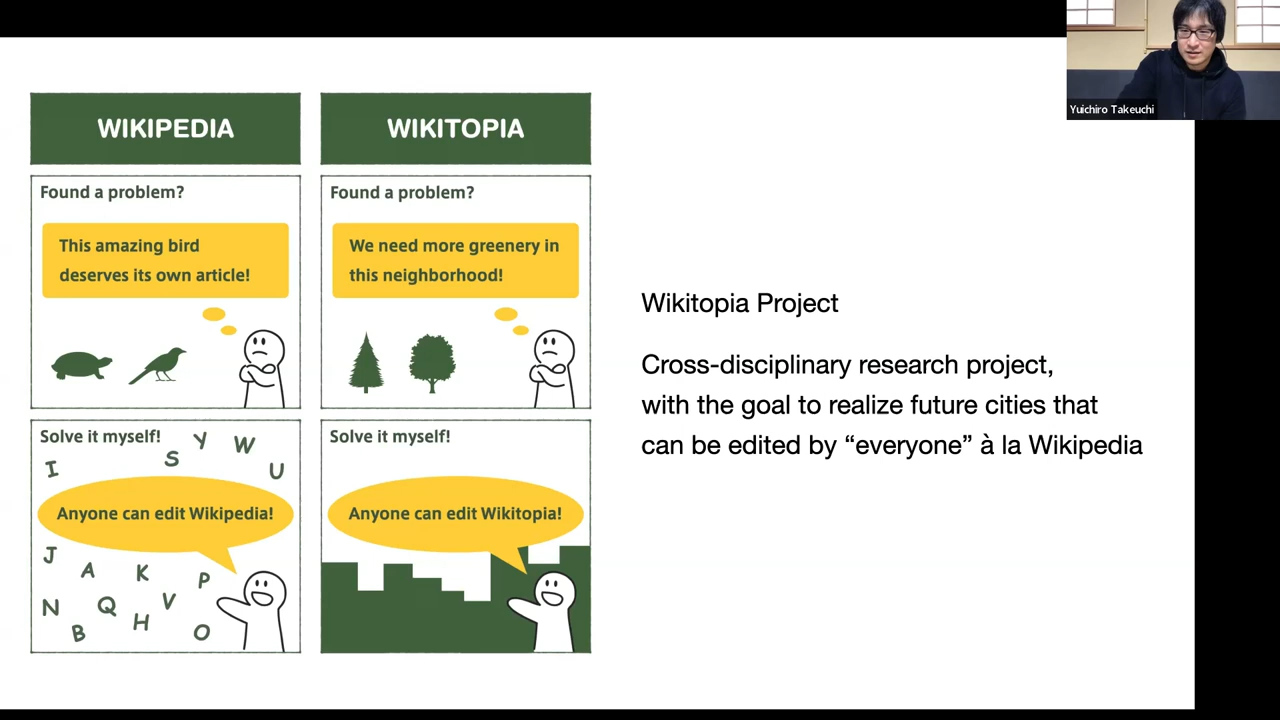 WIKIPEDIA
Found a problem?
This amazing bird
deserves its own article!
Solve it myself!
I
S
Y
W
U
Anyone can edit Wikipedia!
J
A
K
P
N
Q
V
B
H
O
WIKITOPIA
Found a problem?
We need more greenery in
this neighborhood!
Solve it myself!
Anyone can edit Wikitopia!
Wikitopia Project
Cross-disciplinary research project,
with the goal to realize future cities that
can be edited by “everyone” à la Wikipedia
Yuichiro Takeuchi